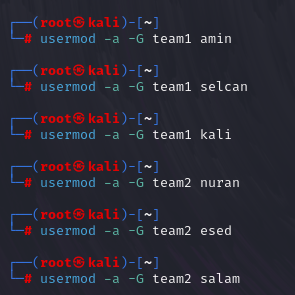 ┌──(root㉿kali)-[~]
└─# usermod -a -G team1 amin
┌──(root㉿kali)-[~]
└─# usermod -a -G team1 selcan
┌──(root㉿kali)-[~]
└─# usermod -a -G team1 kali
┌──(root㉿kali)-[~]
└─# usermod -a -G team2 nuran
┌──(root㉿kali)-[~]
└─# usermod -a -G team2 esed
┌──(root㉿kali)-[~]
└─# usermod -a -G team2 salam